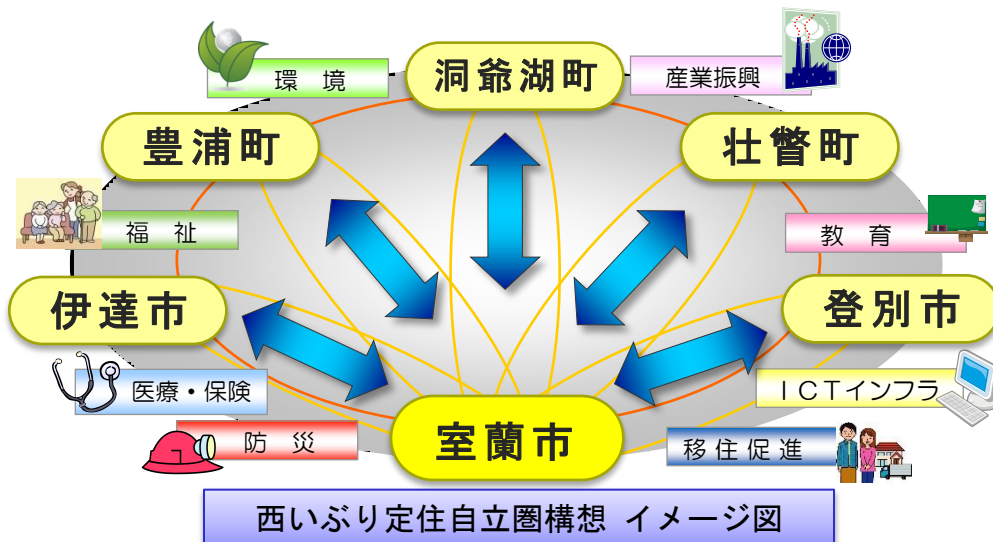 洞爺湖町
環 境
産業振興
豊浦町
壮瞥町
福 祉
教 育
伊達市
登別市
医療・保険
ICTインフラ
防 災
室蘭市
移住促進
西いぶり定住自立圏構想 イメージ図